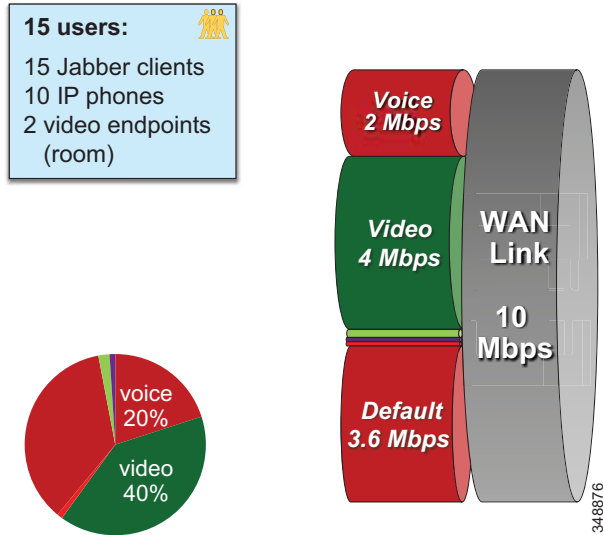 15 users:
15 Jabber clients
10 IP phones
2 video endpoints
(room)
Voice
2 Mbps
Video
4 Mbps
Default
3.6 Mbps
WAN
Link
10
Mbps
voice
20%
video
40%
348876